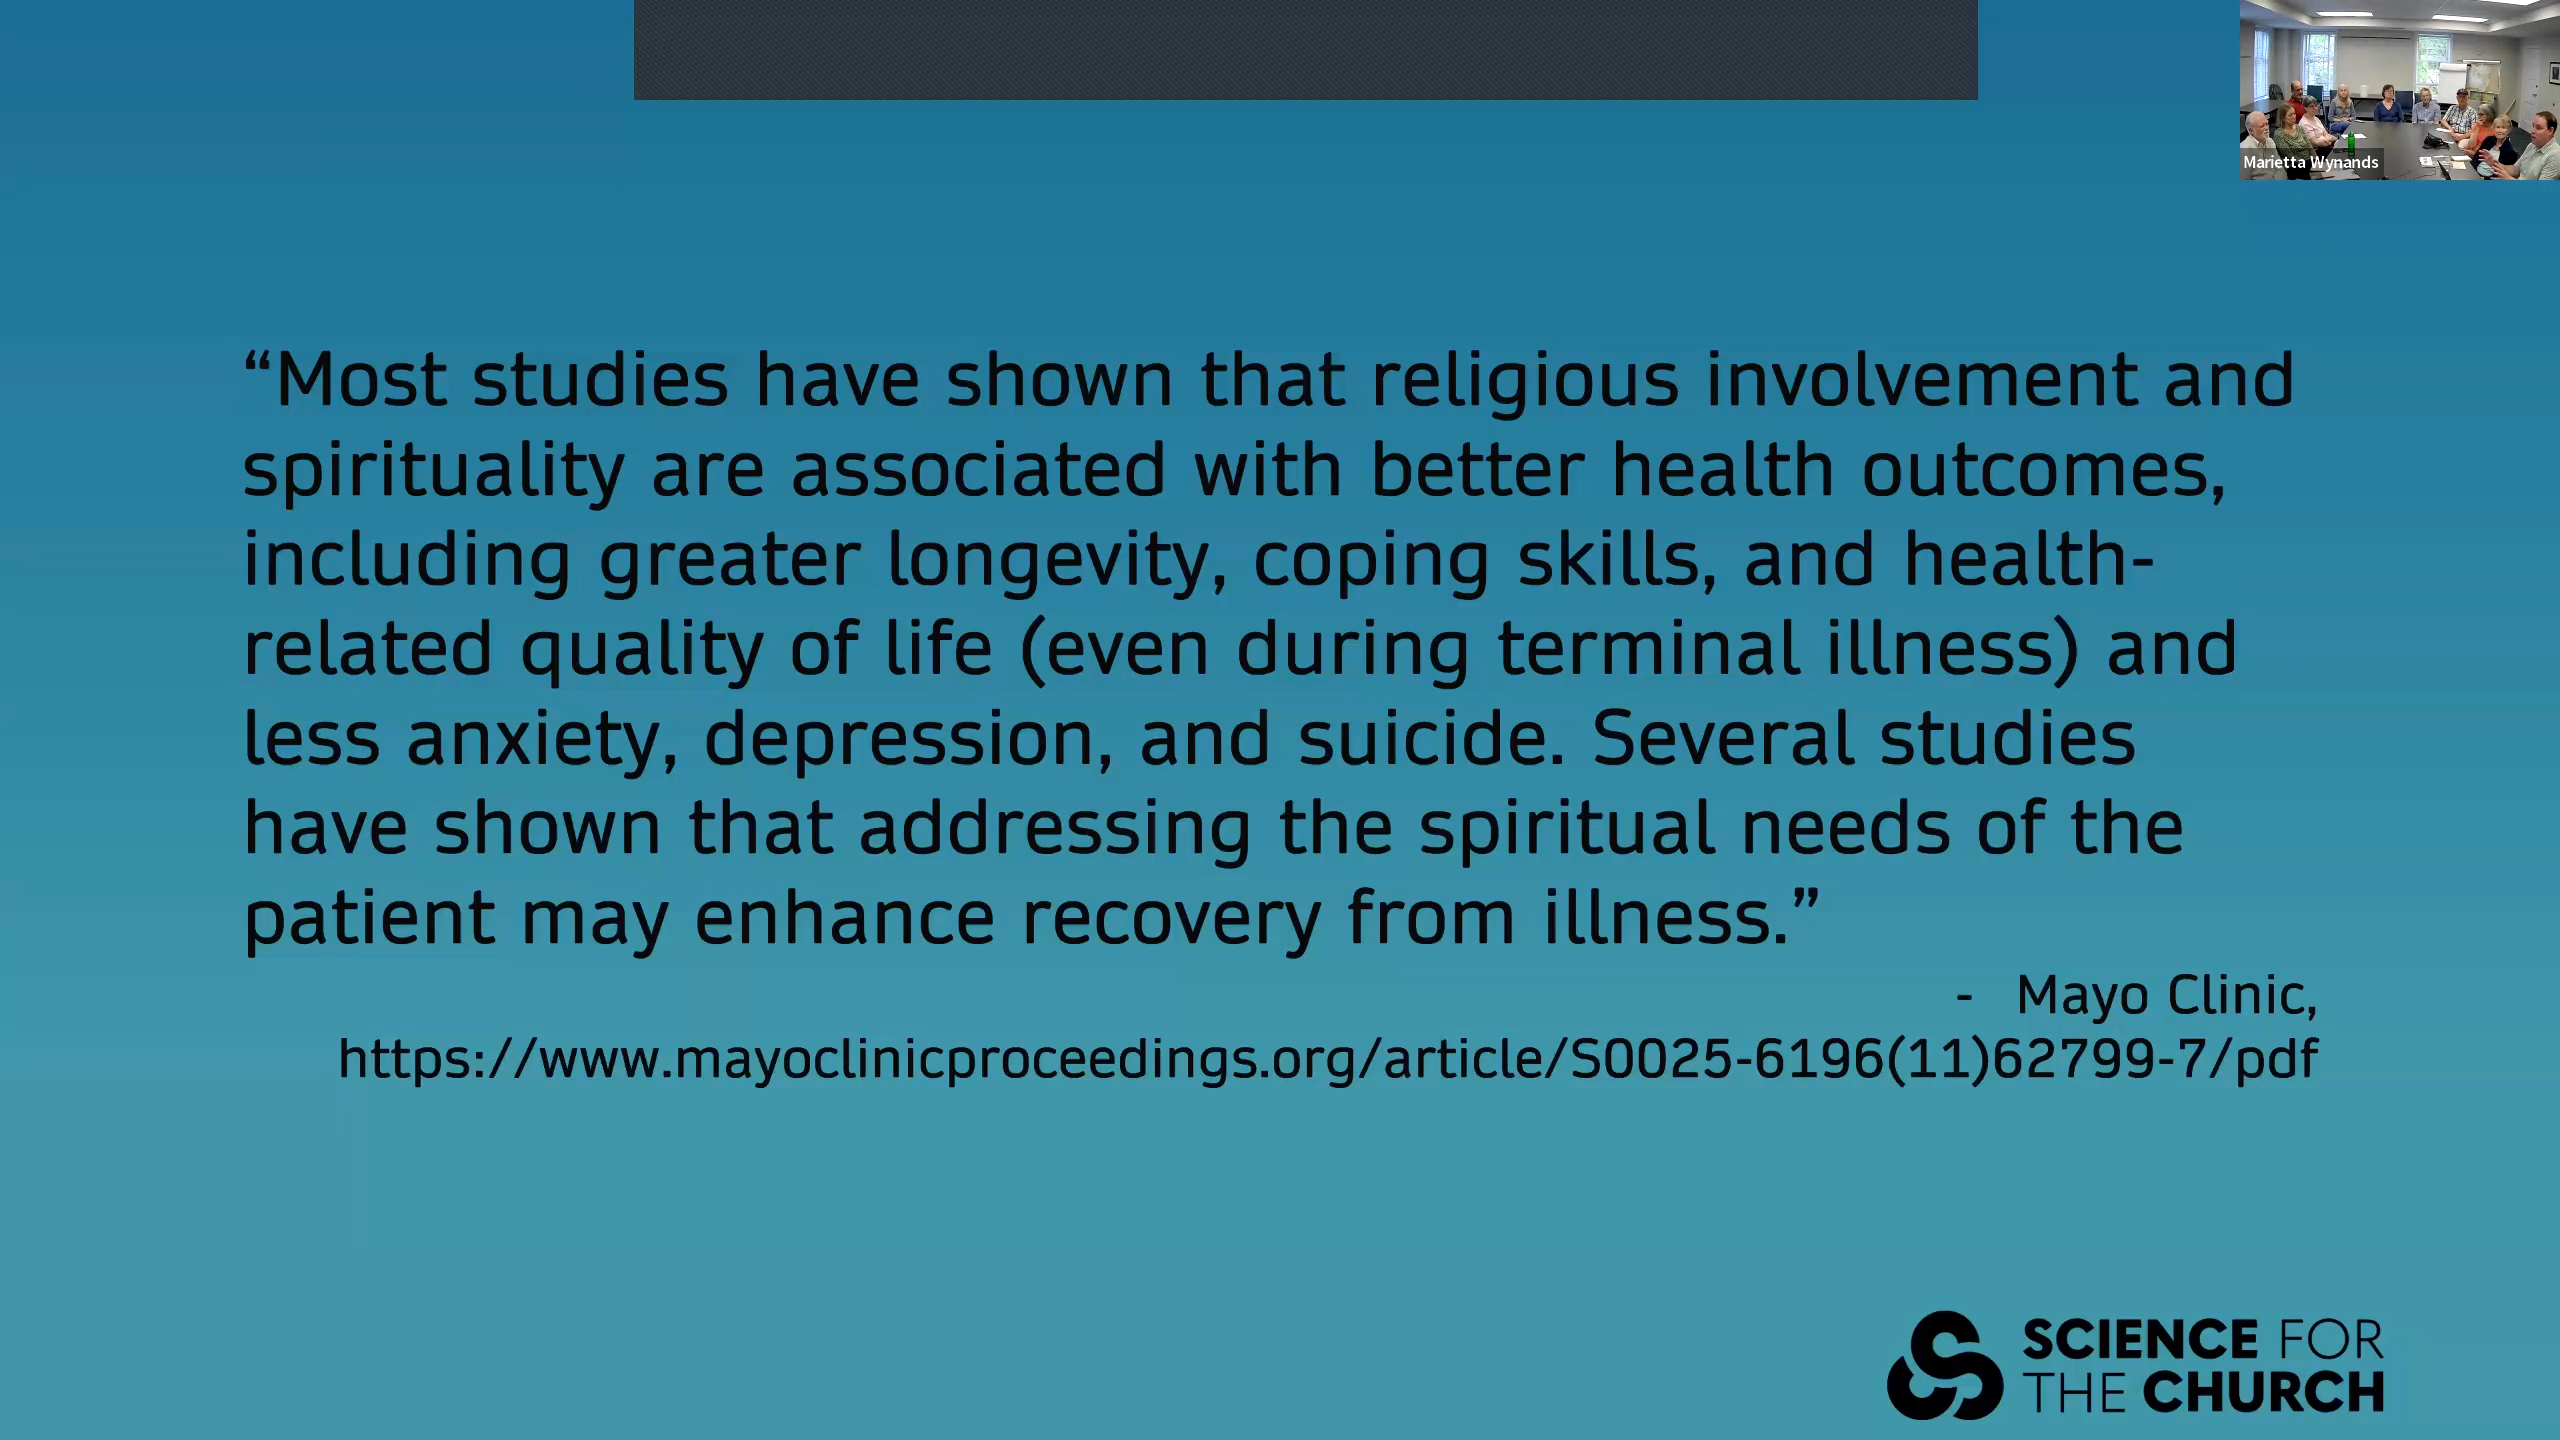 Marietta Wynands
“Most studies have shown that religious involvement and
spirituality are associated with better health outcomes,
including greater longevity, coping skills, and health-
related quality of life (even during terminal illness) and
less anxiety, depression, and suicide. Several studies
have shown that addressing the spiritual needs of the
patient may enhance recovery from illness.”
- Mayo Clinic,
https://www.mayoclinicproceedings.org/article/S0025-6196(11)62799-7/pdf
SCIENCE FOR
THE CHURCH